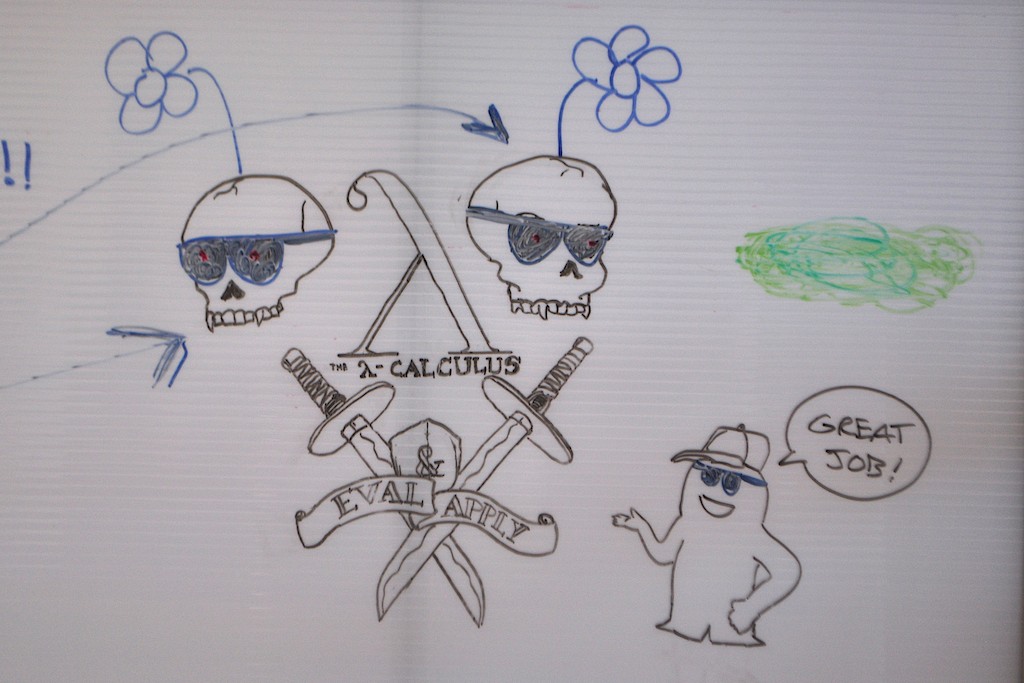 !!
THE λ-CALCULUS
&
EVAL APPLY
GREAT
JOB!